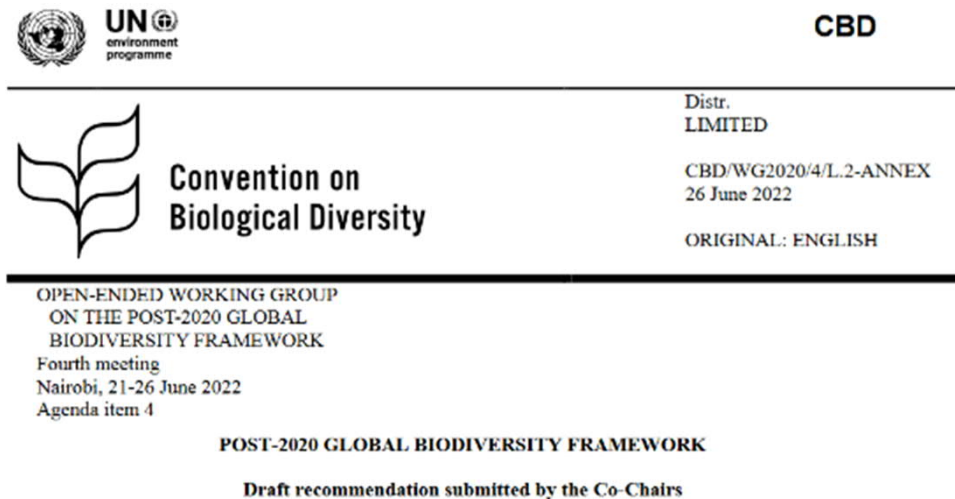 UN
environment
programme
CBD
Convention on
Biological Diversity
Distr.
LIMITED
CBD/WG2020/4/L.2-ANNEX
26 June 2022
ORIGINAL: ENGLISH
OPEN-ENDED WORKING GROUP
ON THE POST-2020 GLOBAL
BIODIVERSITY FRAMEWORK
Fourth meeting
Nairobi, 21-26 June 2022
Agenda item 4
POST-2020 GLOBAL BIODIVERSITY FRAMEWORK
Draft recommendation submitted by the Co-Chairs